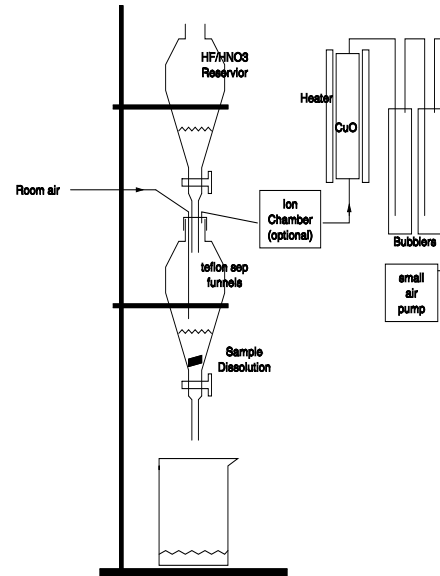 HF/HNO3
Reservior
Heater
CuO
Room air
Ion
Chamber
(optional)
Bubblers
teflon sep
funnels
small
air
pump
Sample
Dissolution